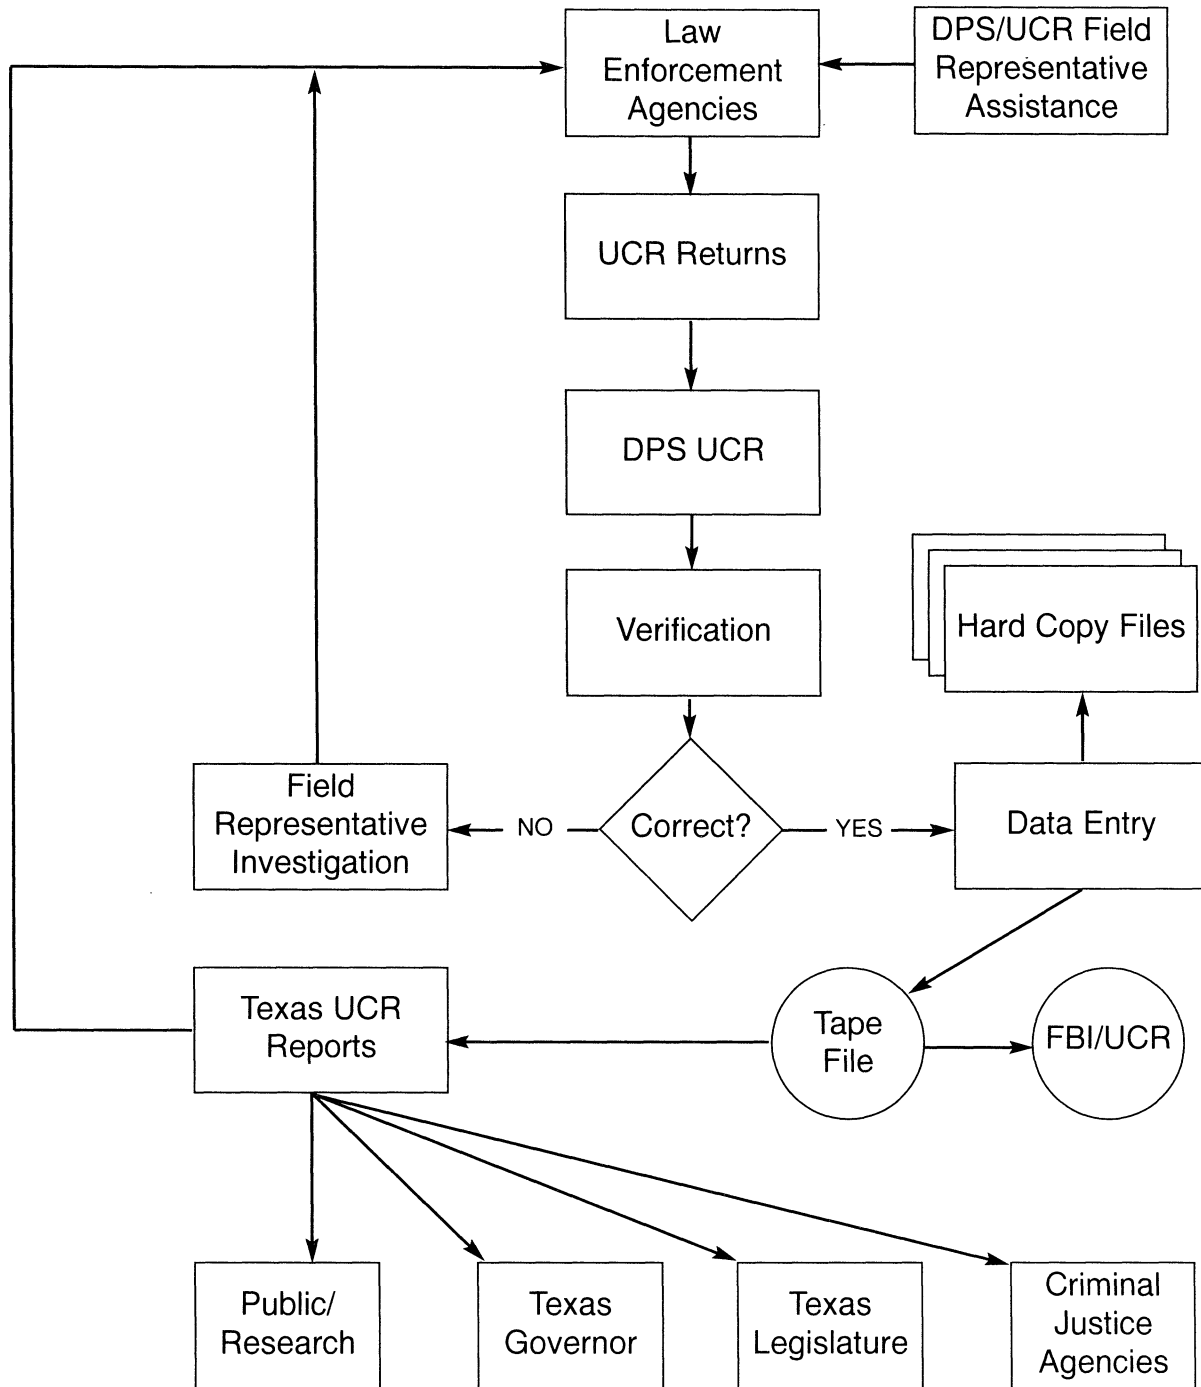 Law
Enforcement
Agencies
DPS/UCR Field
Representative
Assistance
UCR Returns
DPS UCR
Verification
Hard Copy Files
Field
Representative
Investigation
NO
Correct?
YES
Data Entry
Texas UCR
Reports
Tape
File
FBI/UCR
Public/
Research
Texas
Governor
Texas
Legislature
Criminal
Justice
Agencies